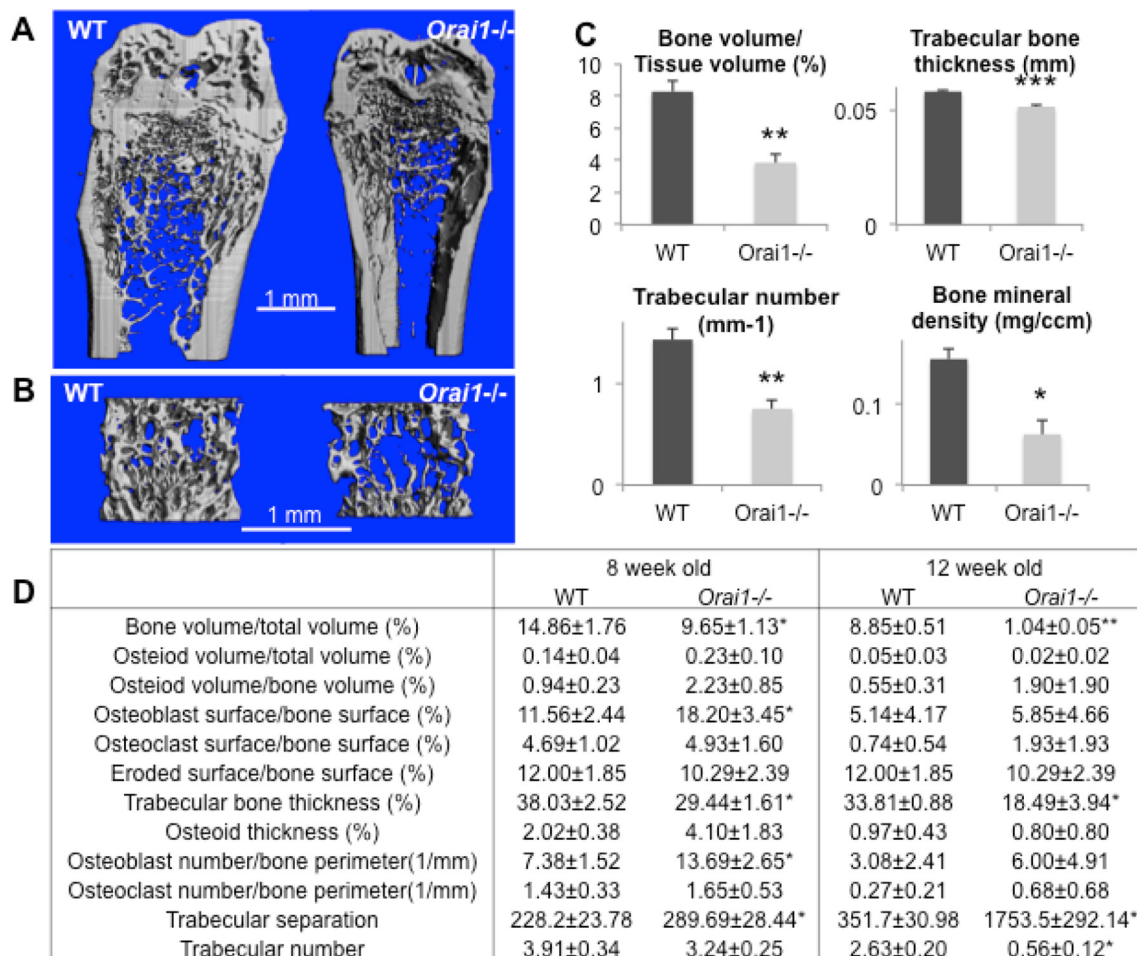 A
WT
Orai1-/-
1 mm
B
WT
Orai1-/-
1 mm
C
Bone volume/
Tissue volume (%)
10
8
6
4
2
0
**
WT
Orai1-/-
Trabecular bone
thickness (mm)
***
0.05
0
WT
Orai1-/-
Trabecular number
(mm-1)
1
0
**
WT
Orai1-/-
Bone mineral
density (mg/ccm)
0.1
0
*
WT
Orai1-/-
D
8 week old 12 week old
WT Orai1-/- WT Orai1-/-
Bone volume/total volume (%) 14.86±1.76 9.65±1.13* 8.85±0.51 1.04±0.05**
Osteiod volume/total volume (%) 0.14±0.04 0.23±0.10 0.05±0.03 0.02±0.02
Osteiod volume/bone volume (%) 0.94±0.23 2.23±0.85 0.55±0.31 1.90±1.90
Osteoblast surface/bone surface (%) 11.56±2.44 18.20±3.45* 5.14±4.17 5.85±4.66
Osteoclast surface/bone surface (%) 4.69±1.02 4.93±1.60 0.74±0.54 1.93±1.93
Eroded surface/bone surface (%) 12.00±1.85 10.29±2.39 12.00±1.85 10.29±2.39
Trabecular bone thickness (%) 38.03±2.52 29.44±1.61* 33.81±0.88 18.49±3.94*
Osteoid thickness (%) 2.02±0.38 4.10±1.83 0.97±0.43 0.80±0.80
Osteoblast number/bone perimeter(1/mm) 7.38±1.52 13.69±2.65* 3.08±2.41 6.00±4.91
Osteoclast number/bone perimeter(1/mm) 1.43±0.33 1.65±0.53 0.27±0.21 0.68±0.68
Trabecular separation 228.2±23.78 289.69±28.44* 351.7±30.98 1753.5±292.14*
Trabecular number 3.91±0.34 3.24±0.25 2.63±0.20 0.56±0.12*